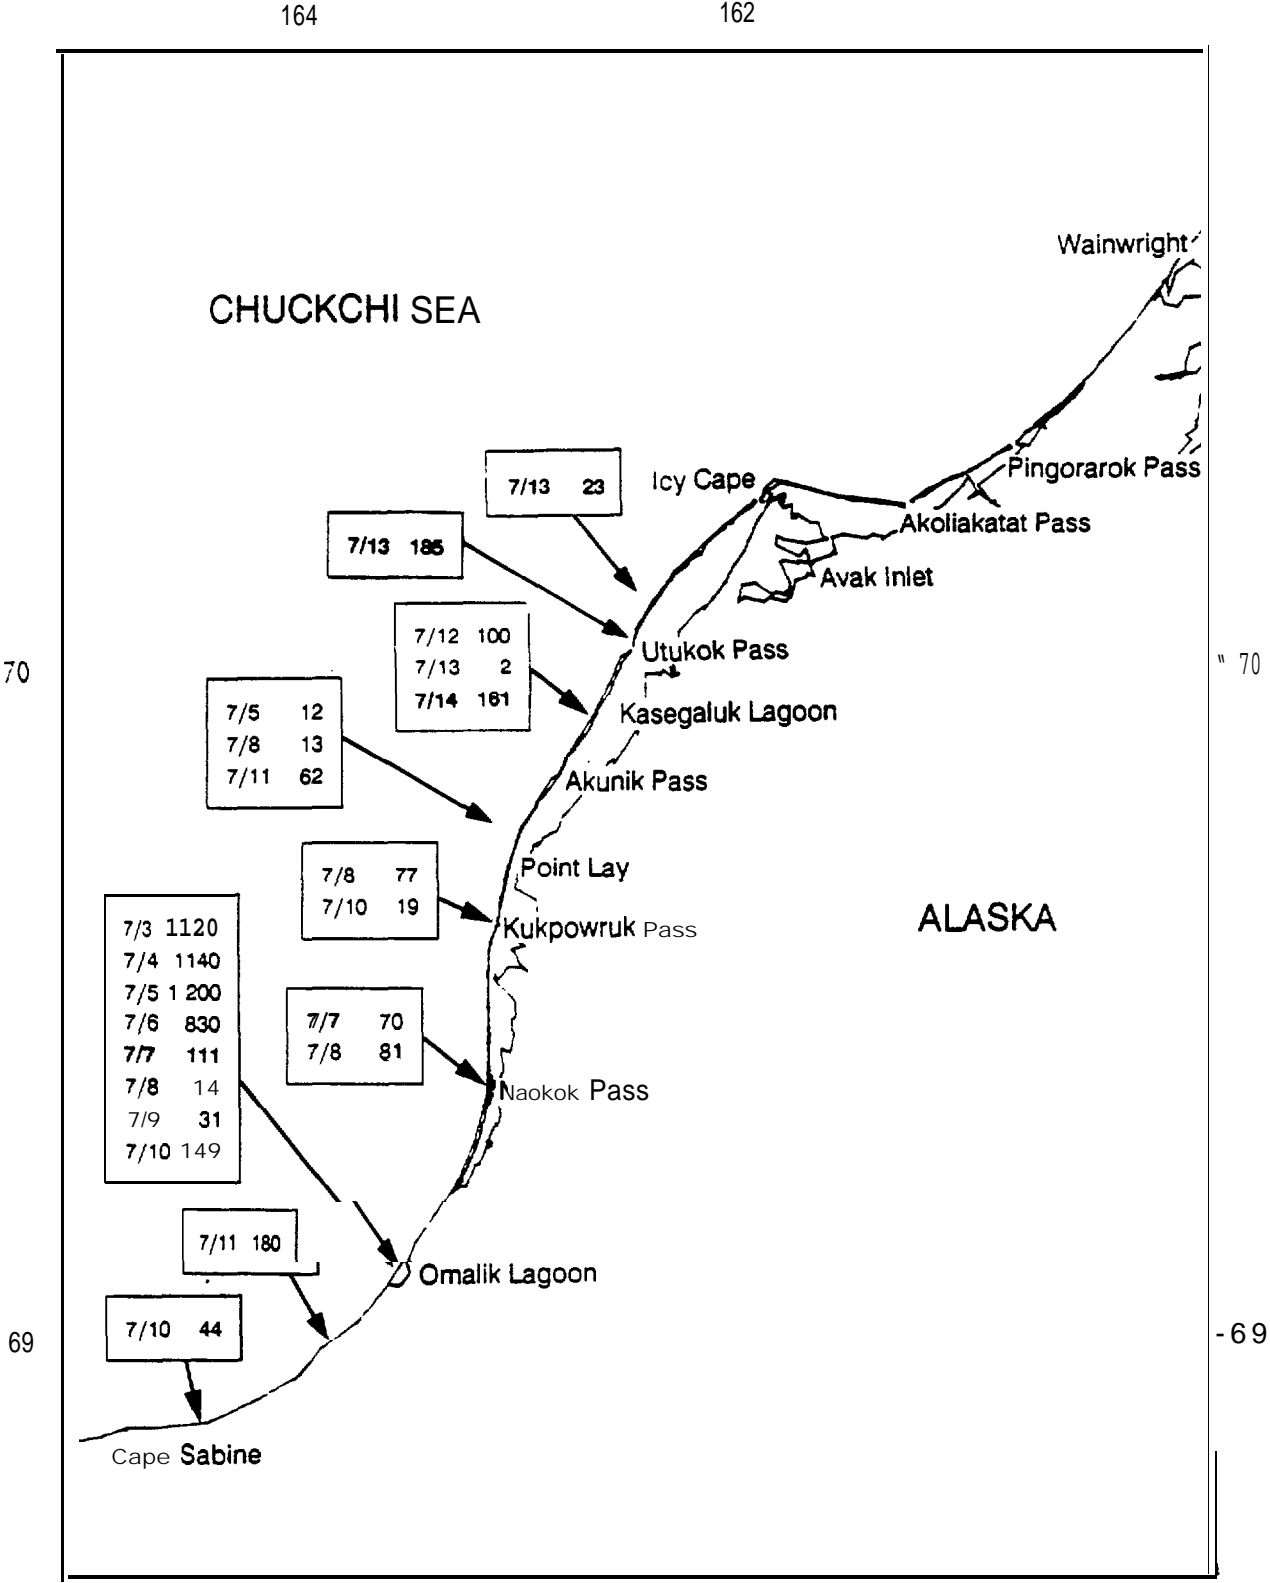 164 162
Wainwright
CHUCKCHI SEA
7/13 23
Icy Cape
Pingorarok Pass
7/13 185
Akoliakatat Pass
Avak Inlet
7/12 100
7/13 2
7/14 161
Utukok Pass
70 " 70
Kasegaluk Lagoon
7/5 12
7/8 13
7/11 62
Akunik Pass
7/8 77
7/10 19
Point Lay
Kukpowruk Pass
ALASKA
7/3 1120
7/4 1140
7/5 1 200
7/6 830
7/7 111
7/8 14
7/9 31
7/10 149
7/7 70
7/8 81
Naokok Pass
7/11 180
Omalik Lagoon
7/10 44
69 -69
Cape Sabine